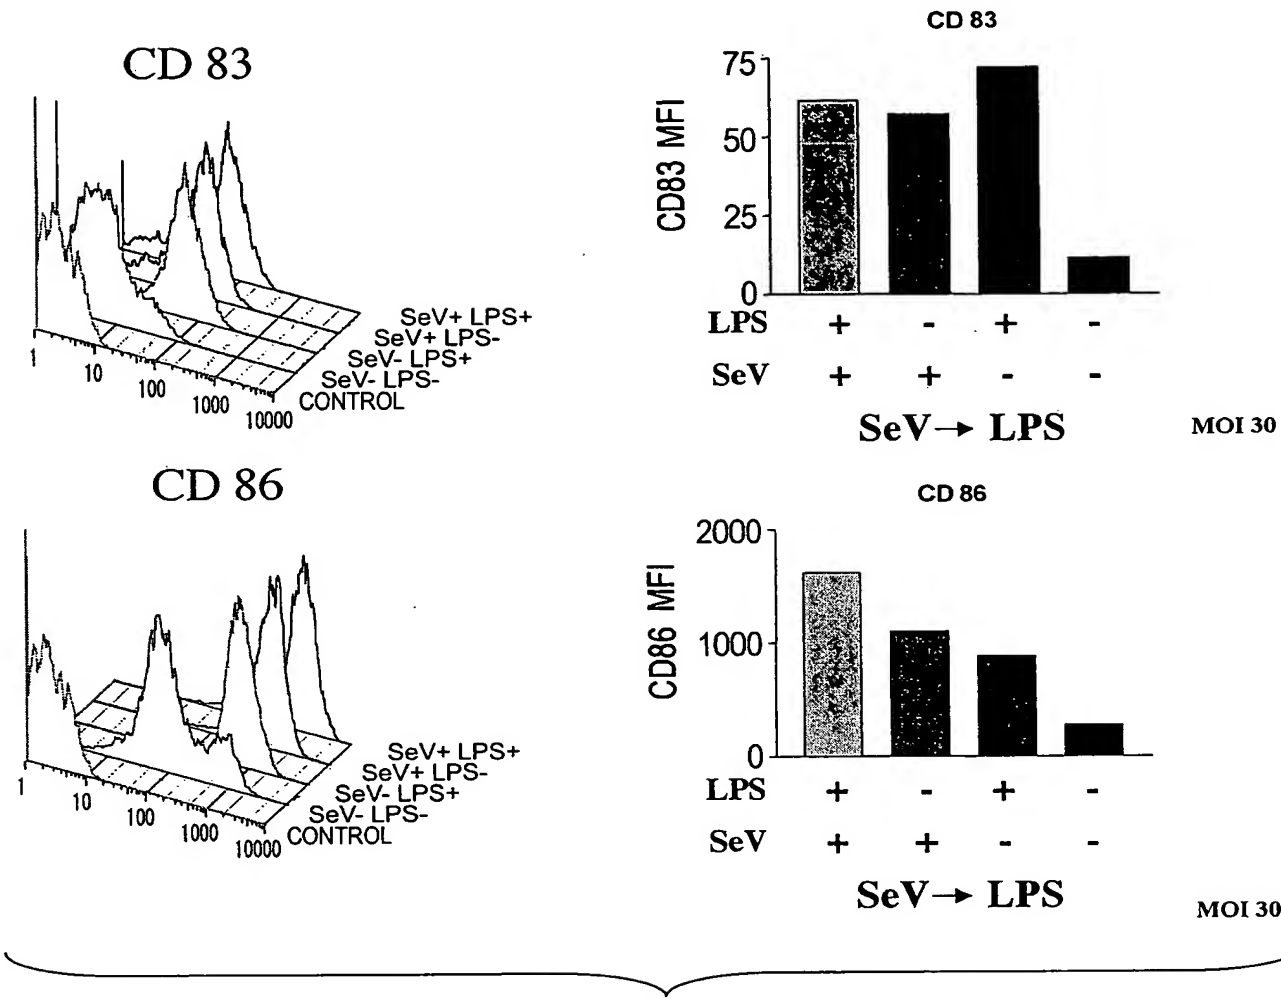 CD 83
SeV+ LPS+
SeV+ LPS-
SeV- LPS+
SeV- LPS-
CONTROL
1 10 100 1000 10000
CD 83
CD83 MFI
75
50
25
0
LPS + - + -
SeV + + - -
SeV→ LPS
MOI 30
CD 86
SeV+ LPS+
SeV+ LPS-
SeV- LPS+
SeV- LPS-
CONTROL
1 10 100 1000 10000
CD 86
CD86 MFI
2000
1000
0
LPS + - + -
SeV + + - -
SeV→ LPS
MOI 30